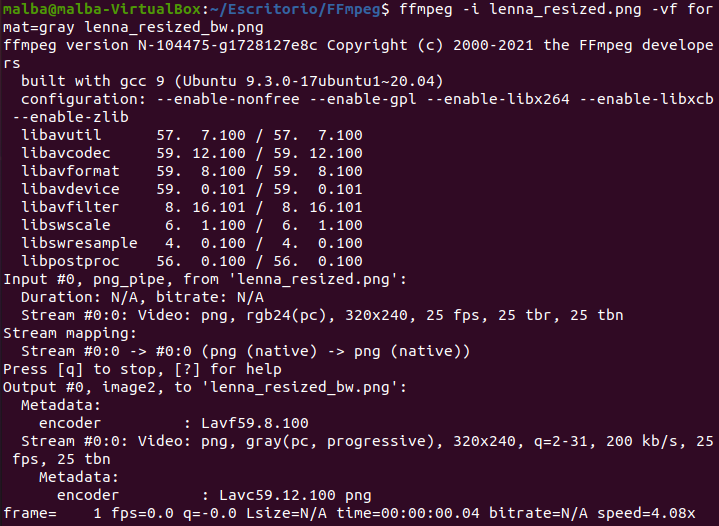 malba@malba-VirtualBox:~/Escritorio/FFmpeg$ ffmpeg -i lenna_resized.png -vf for
mat=gray lenna_resized_bw.png
ffmpeg version N-104475-g1728127e8c Copyright (c) 2000-2021 the FFmpeg develope
rs
  built with gcc 9 (Ubuntu 9.3.0-17ubuntu1~20.04)
  configuration: --enable-nonfree --enable-gpl --enable-libx264 --enable-libxcb
 --enable-zlib
  libavutil      57.  7.100 / 57.  7.100
  libavcodec     59. 12.100 / 59. 12.100
  libavformat    59.  8.100 / 59.  8.100
  libavdevice    59.  0.101 / 59.  0.101
  libavfilter     8. 16.101 /  8. 16.101
  libswscale      6.  1.100 /  6.  1.100
  libswresample   4.  0.100 /  4.  0.100
  libpostproc    56.  0.100 / 56.  0.100
Input #0, png_pipe, from 'lenna_resized.png':
  Duration: N/A, bitrate: N/A
  Stream #0:0: Video: png, rgb24(pc), 320x240, 25 fps, 25 tbr, 25 tbn
Stream mapping:
  Stream #0:0 -> #0:0 (png (native) -> png (native))
Press [q] to stop, [?] for help
Output #0, image2, to 'lenna_resized_bw.png':
  Metadata:
    encoder         : Lavf59.8.100
  Stream #0:0: Video: png, gray(pc, progressive), 320x240, q=2-31, 200 kb/s, 25
 fps, 25 tbn
    Metadata:
      encoder         : Lavc59.12.100 png
frame=    1 fps=0.0 q=-0.0 Lsize=N/A time=00:00:00.04 bitrate=N/A speed=4.08x